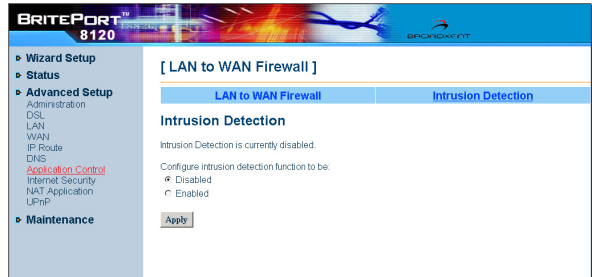 BRITEPORT™
8120
BROADXENT
Wizard Setup
Status
Advanced Setup
Administration
DSL
LAN
WAN
IP Route
DNS
Application Control
Internet Security
NAT Application
UPnP
Maintenance
[ LAN to WAN Firewall ]
LAN to WAN Firewall Intrusion Detection
Intrusion Detection
Intrusion Detection is currently disabled.
Configure intrusion detection function to be:
Disabled
Enabled
Apply